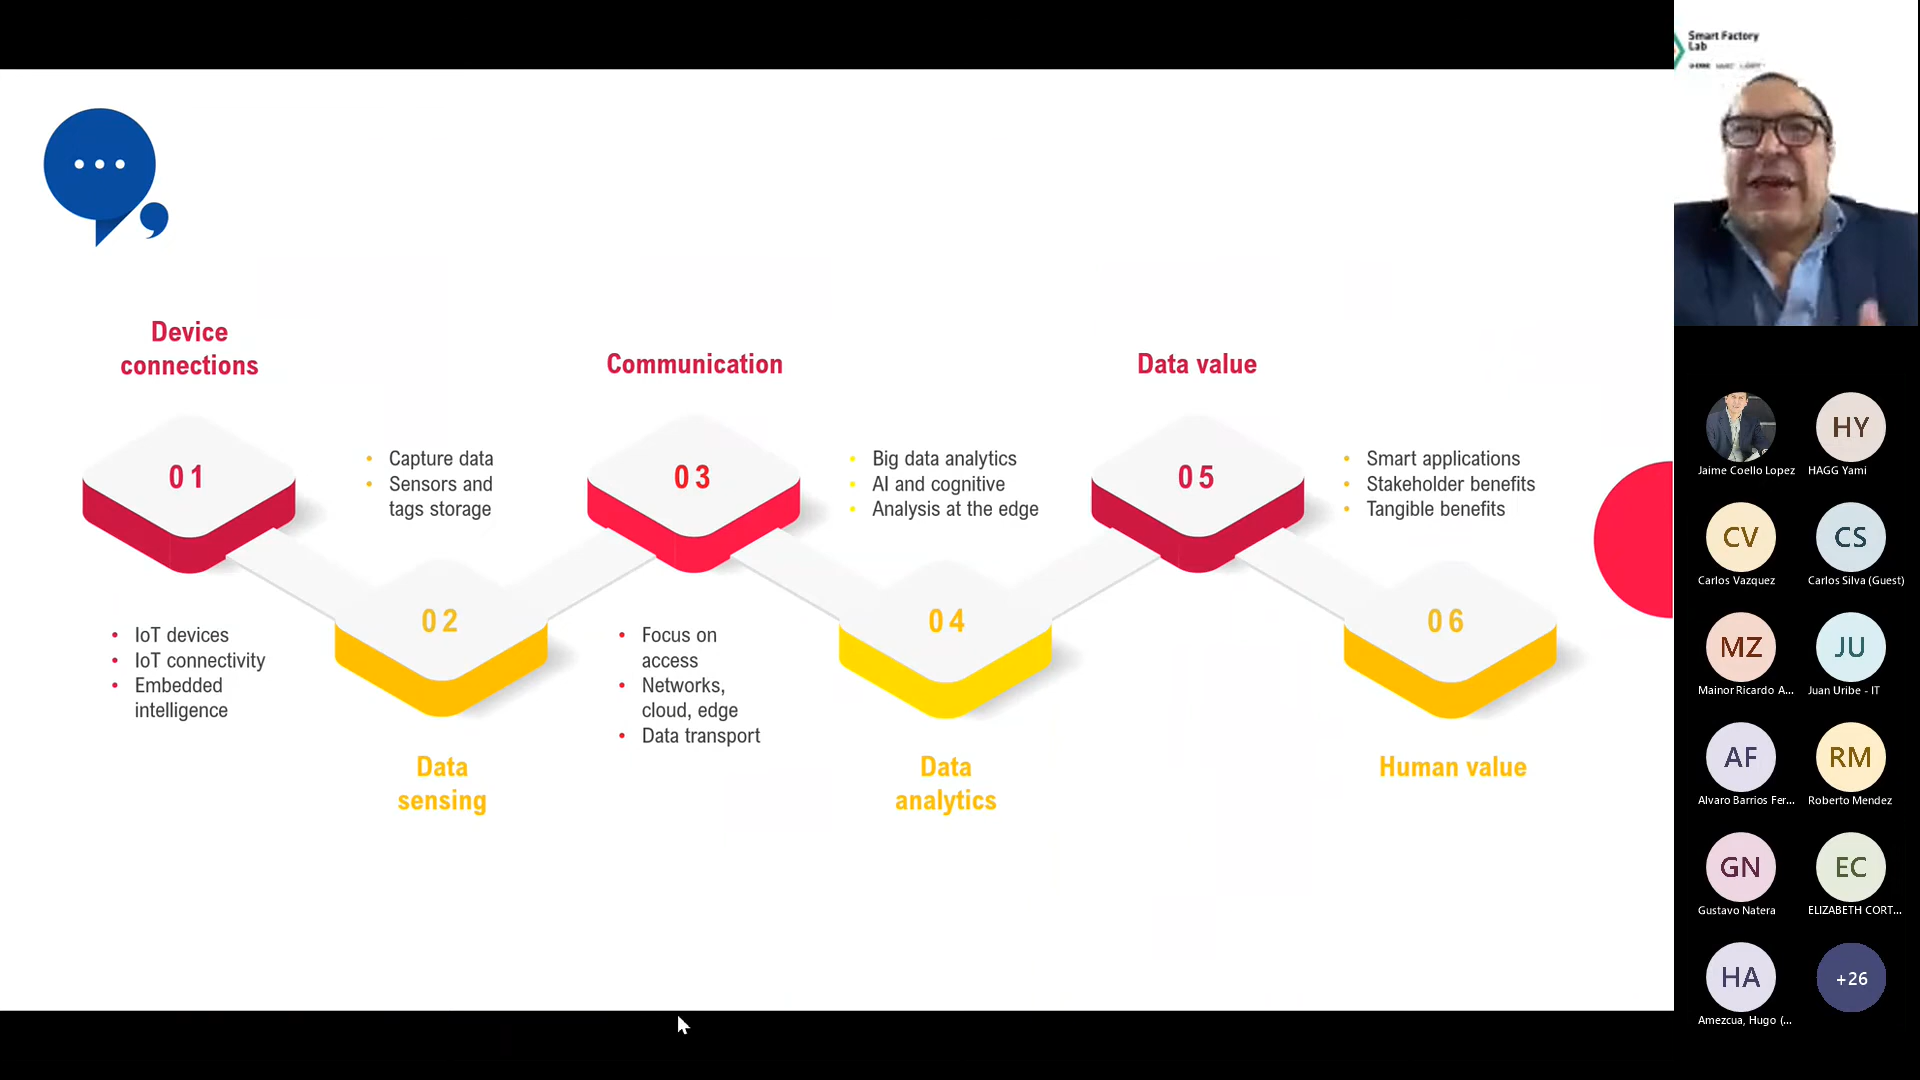 Smart Factory
Lab
Device
connections
Communication
Data value
01
Capture data
Sensors and
tags storage
03
Big data analytics
AI and cognitive
Analysis at the edge
05
Smart applications
Stakeholder benefits
Tangible benefits
02
04
06
IoT devices
IoT connectivity
Embedded
intelligence
Focus on
access
Networks,
cloud, edge
Data transport
Data
sensing
Data
analytics
Human value
Jaime Coello Lopez
HY
HAGG Yami
CV
Carlos Vazquez
CS
Carlos Silva (Guest)
MZ
Mainor Ricardo A...
JU
Juan Uribe - IT
AF
Alvaro Barrios Fer...
RM
Roberto Mendez
GN
Gustavo Natera
EC
ELIZABETH CORT...
HA
Amezcua, Hugo (...
+26